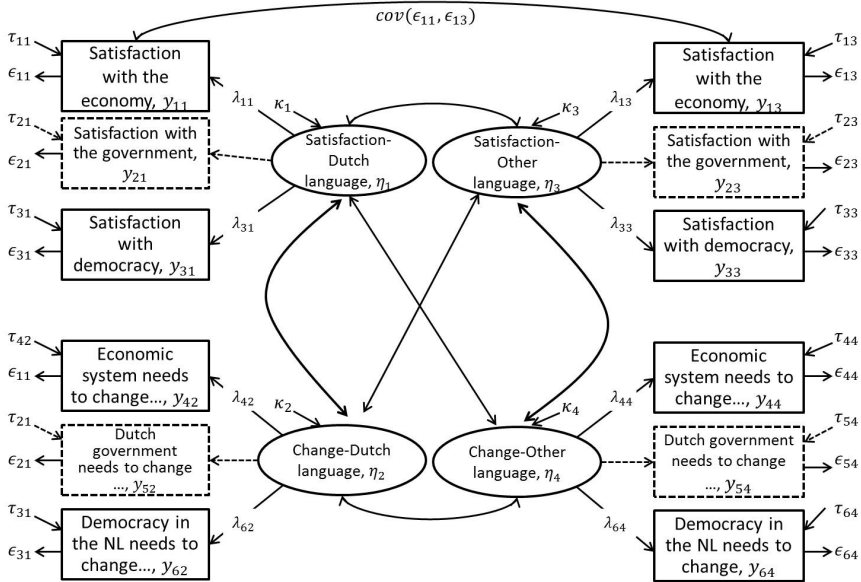 cov(ϵ₁₁, ϵ₁₃)
τ₁₁
ϵ₁₁
Satisfaction
with the
economy, y₁₁
λ₁₁
κ₁
τ₂₁
ϵ₂₁
Satisfaction with
the government,
y₂₁
Satisfaction-
Dutch
language, η₁
τ₃₁
ϵ₃₁
Satisfaction
with
democracy, y₃₁
λ₃₁
τ₁₃
ϵ₁₃
Satisfaction
with the
economy, y₁₃
λ₁₃
κ₃
τ₂₃
ϵ₂₃
Satisfaction with
the government,
y₂₃
Satisfaction-
Other
language, η₃
τ₃₃
ϵ₃₃
Satisfaction
with democracy,
y₃₃
λ₃₃
τ₄₂
ϵ₁₁
Economic
system needs
to change..., y₄₂
λ₄₂
κ₂
τ₂₁
ϵ₂₁
Dutch
government
needs to change
..., y₅₂
Change-Dutch
language, η₂
τ₃₁
ϵ₃₁
Democracy in
the NL needs to
change..., y₆₂
λ₆₂
τ₄₄
ϵ₄₄
Economic
system needs to
change..., y₄₄
λ₄₄
κ₄
τ₅₄
ϵ₅₄
Dutch government
needs to change
..., y₅₄
Change-Other
language, η₄
τ₆₄
ϵ₆₄
Democracy in
the NL needs to
change, y₆₄
λ₆₄